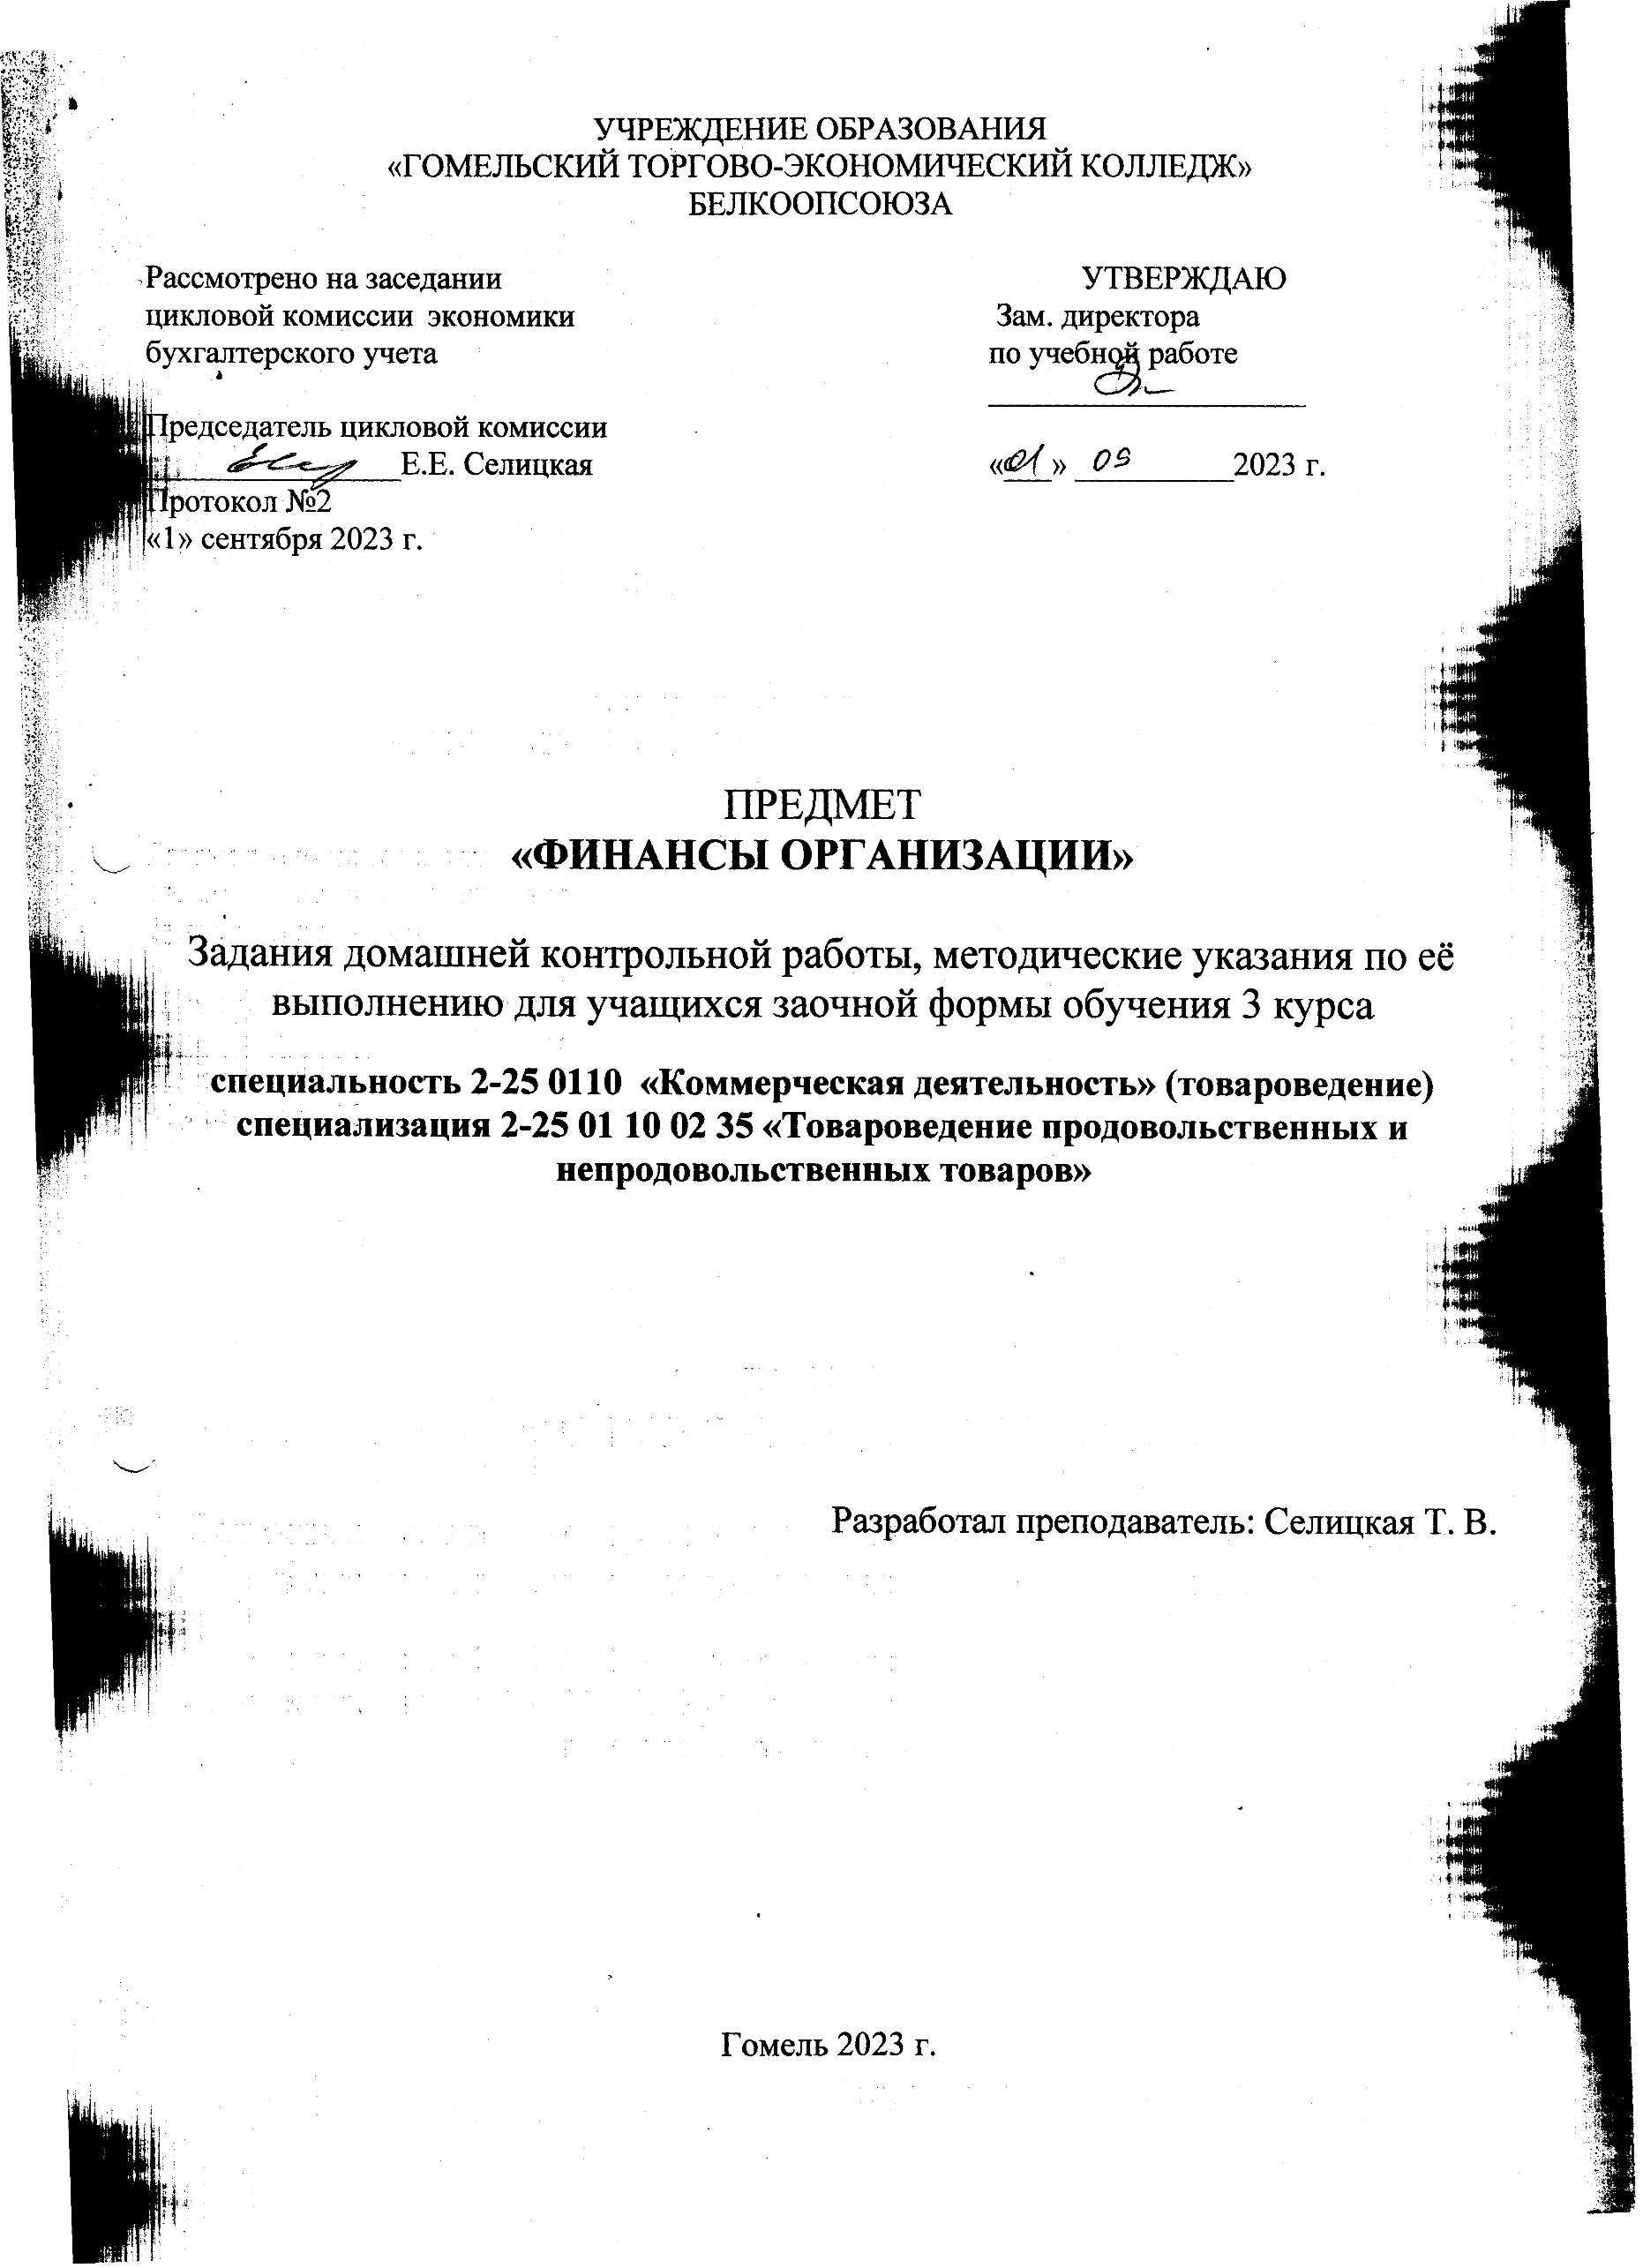 УЧРЕЖДЕНИЕ ОБРАЗОВАНИЯ
«ГОМЕЛЬСКИЙ ТОРГОВО-ЭКОНОМИЧЕСКИЙ КОЛЛЕДЖ»
БЕЛКООПСОЮЗА
Рассмотрено на заседании
цикловой комиссии экономики
бухгалтерского учета
Председатель цикловой комиссии
Е.Е. Селицкая
Протокол №2
«1» сентября 2023 г.
УТВЕРЖДАЮ
Зам. директора
по учебной работе
«01» 09 2023 г.
ПРЕДМЕТ
«ФИНАНСЫ ОРГАНИЗАЦИИ»
Задания домашней контрольной работы, методические указания по её
выполнению для учащихся заочной формы обучения 3 курса
специальность 2-25 0110 «Коммерческая деятельность» (товароведение)
специализация 2-25 01 10 02 35 «Товароведение продовольственных и
непродовольственных товаров»
Разработал преподаватель: Селицкая Т. В.
Гомель 2023 г.